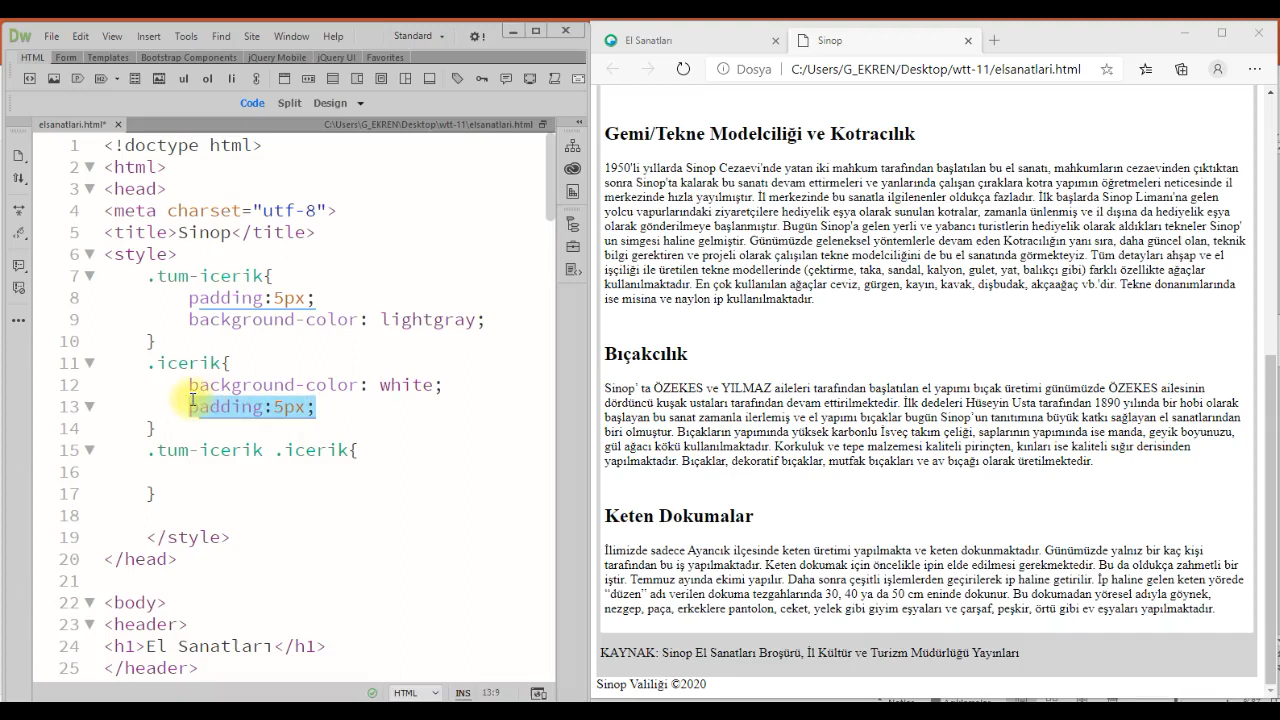 Dw File Edit View Insert Tools Find Site Window Help Standard
HTML Form Templates Bootstrap Components jQuery Mobile jQuery UI Favorites
ul ol li
Code Split Design
elsanatlari.html* C:\Users\G_EKREN\Desktop\wtt-11\elsanatlari.html
1 <!doctype html>
2 <html>
3 <head>
4 <meta charset="utf-8">
5 <title>Sinop</title>
6 <style>
7 .tum-icerik{
8 padding:5px;
9 background-color: lightgray;
10 }
11 .icerik{
12 background-color: white;
13 padding:5px;
14 }
15 .tum-icerik .icerik{
16
17 }
18
19 </style>
20 </head>
21
22 <body>
23 <header>
24 <h1>El Sanatları</h1>
25 </header>
HTML INS 13:9
El Sanatları Sinop
Dosya C:/Users/G_EKREN/Desktop/wtt-11/elsanatlari.html
Gemi/Tekne Modelciliği ve Kotracılık
1950'li yıllarda Sinop Cezaevi'nde yatan iki mahkum tarafından başlatılan bu el sanatı, mahkumların cezaevinden çıktıktan
sonra Sinop'ta kalarak bu sanatı devam ettirmeleri ve yanlarında çalışan çıraklara kotra yapımın öğretmeleri neticesinde il
merkezinde hızla yayılmıştır. İl merkezinde bu sanatla ilgilenenler oldukça fazladır. İlk başlarda Sinop Limanı'na gelen
yolcu vapurlarındaki ziyaretçilere hediyelik eşya olarak sunulan kotralar, zamanla ünlenmiş ve il dışına da hediyelik eşya
olarak gönderilmeye başlanmıştır. Bugün Sinop'a gelen yerli ve yabancı turistlerin hediyelik olarak aldıkları tekneler Sinop'
un simgesi haline gelmiştir. Günümüzde geleneksel yöntemlerle devam eden Kotracılığın yanı sıra, daha güncel olan, teknik
bilgi gerektiren ve projeli olarak çalışılan tekne modelciliğini de bu el sanatında görmekteyiz. Tüm detayları ahşap ve el
işçiliği ile üretilen tekne modellerinde (çektirme, taka, sandal, kalyon, gulet, yat, balıkçı gibi) farklı özellikte ağaçlar
kullanılmaktadır. En çok kullanılan ağaçlar ceviz, gürgen, kayın, kavak, dişbudak, akçaağaç vb.'dir. Tekne donanımlarında
ise misina ve naylon ip kullanılmaktadır.
Bıçakcılık
Sinop' ta ÖZEKES ve YILMAZ aileleri tarafından başlatılan el yapımı bıçak üretimi günümüzde ÖZEKES ailesinin
dördüncü kuşak ustaları tarafından devam ettirilmektedir. İlk dedeleri Hüseyin Usta tarafından 1890 yılında bir hobi olarak
başlayan bu sanat zamanla ilerlemiş ve el yapımı bıçaklar bugün Sinop'un tanıtımına büyük katkı sağlayan el sanatlarından
biri olmuştur. Bıçakların yapımında yüksek karbonlu İsveç takım çeliği, saplarının yapımında ise manda, geyik boyunuzu,
gül ağacı kökü kullanılmaktadır. Korkuluk ve tepe malzemesi kaliteli pirinçten, kınları ise kaliteli sığır derisinden
yapılmaktadır. Bıçaklar, dekoratif bıçaklar, mutfak bıçakları ve av bıçağı olarak üretilmektedir.
Keten Dokumalar
İlimizde sadece Ayancık ilçesinde keten üretimi yapılmakta ve keten dokunmaktadır. Günümüzde yalnız bir kaç kişi
tarafından bu iş yapılmaktadır. Keten dokumak için öncelikle ipin elde edilmesi gerekmektedir. Bu da oldukça zahmetli bir
iştir. Temmuz ayında ekimi yapılır. Daha sonra çeşitli işlemlerden geçirilerek ip haline getirilir. İp haline gelen keten yörede
“düzen” adı verilen dokuma tezgahlarında 30, 40 ya da 50 cm eninde dokunur. Bu dokumadan yöresel adıyla göynek,
nezgep, paça, erkeklere pantolon, ceket, yelek gibi giyim eşyaları ve çarşaf, peşkir, örtü gibi ev eşyaları yapılmaktadır.
KAYNAK: Sinop El Sanatları Broşürü, İl Kültür ve Turizm Müdürlüğü Yayınları
Sinop Valiliği ©2020